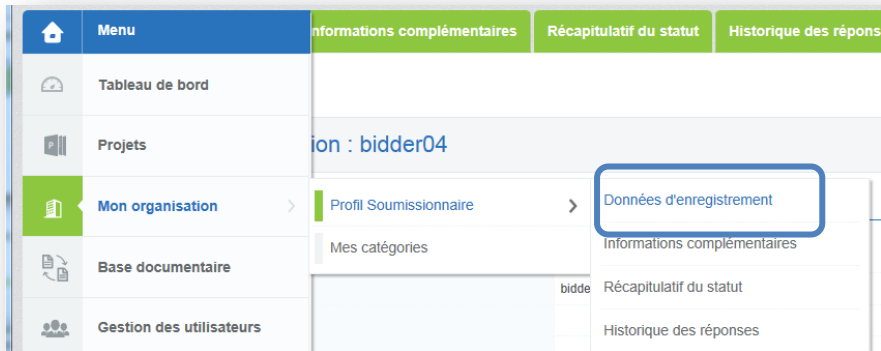 Menu
nformations complémentaires
Récapitulatif du statut
Historique des répons
Tableau de bord
Projets
ion : bidder04
Mon organisation
Profil Soumissionnaire
Données d'enregistrement
Mes catégories
Informations complémentaires
Base documentaire
bidde
Récapitulatif du statut
Gestion des utilisateurs
Historique des réponses